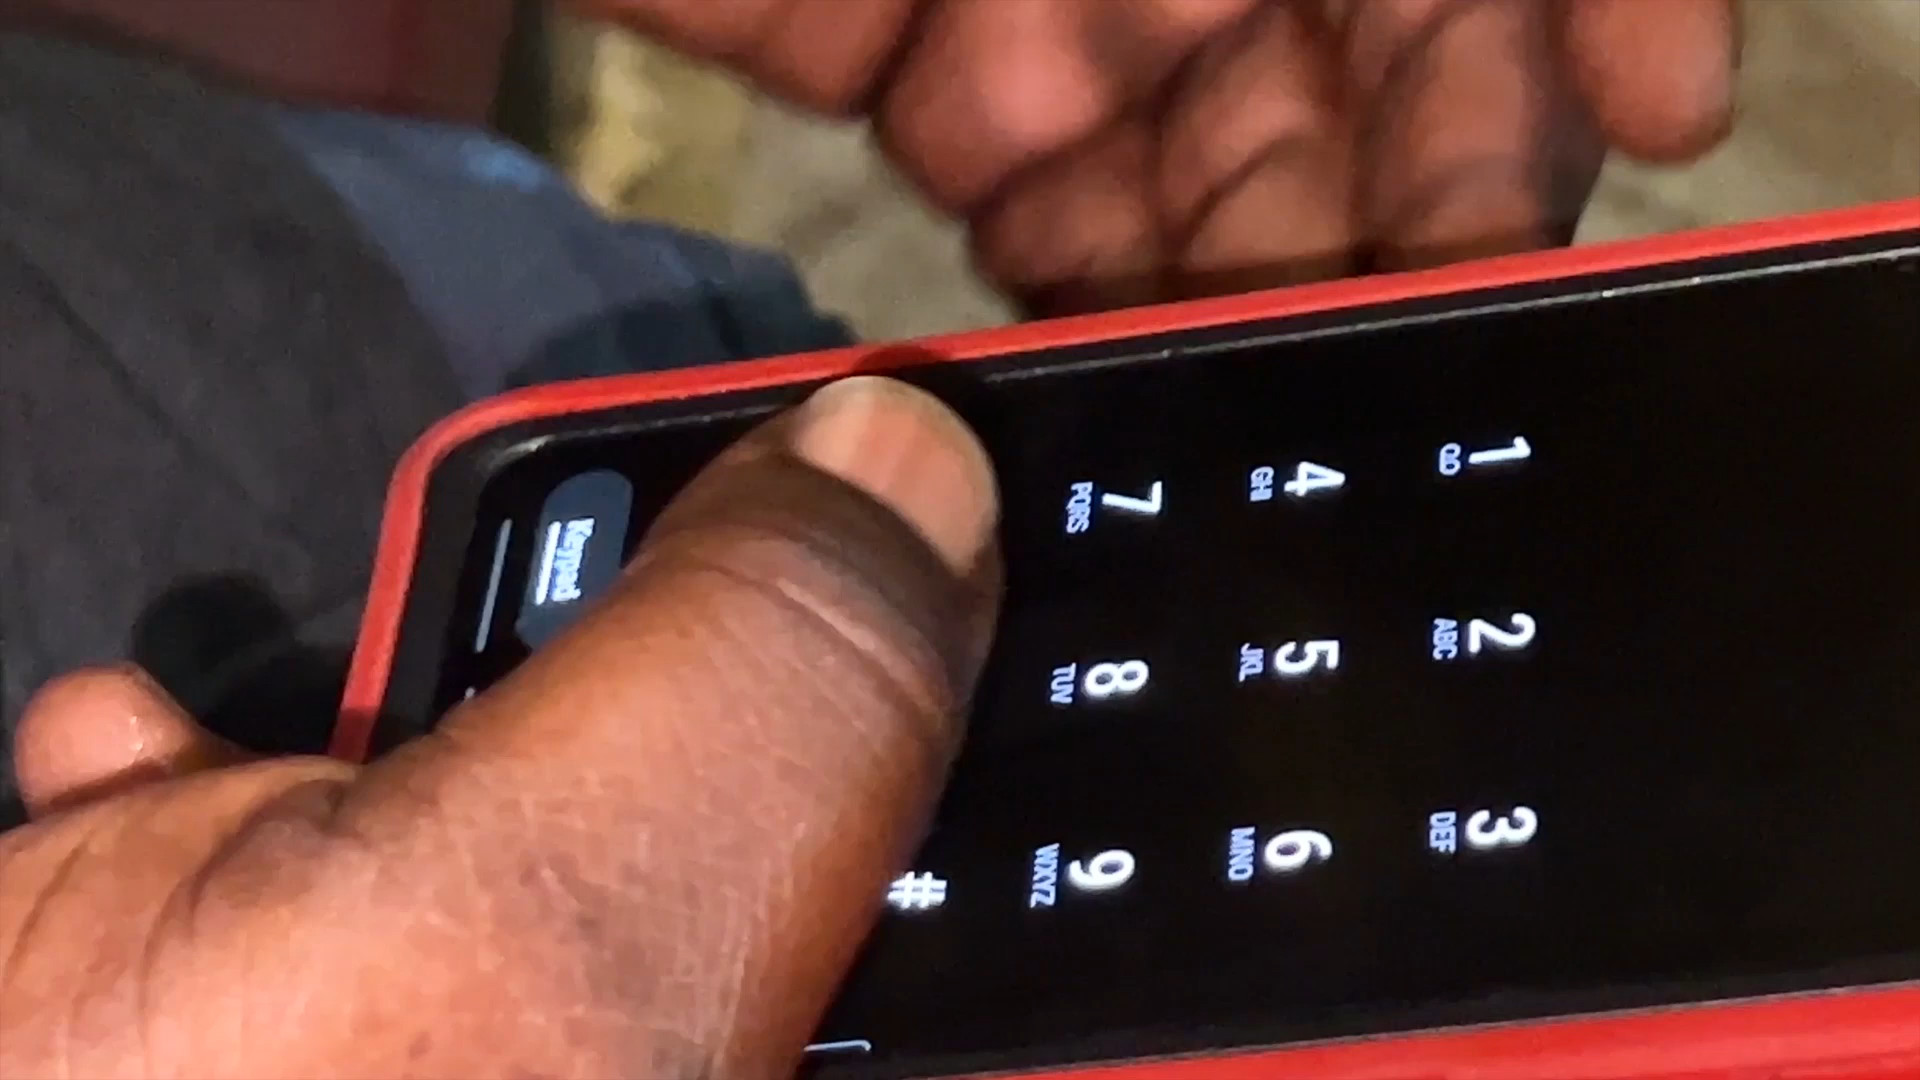 1 2 3
ABC DEF
4 5 6
GHI JKL MNO
7 8 9
PQRS TUV WXYZ
#
Keypad